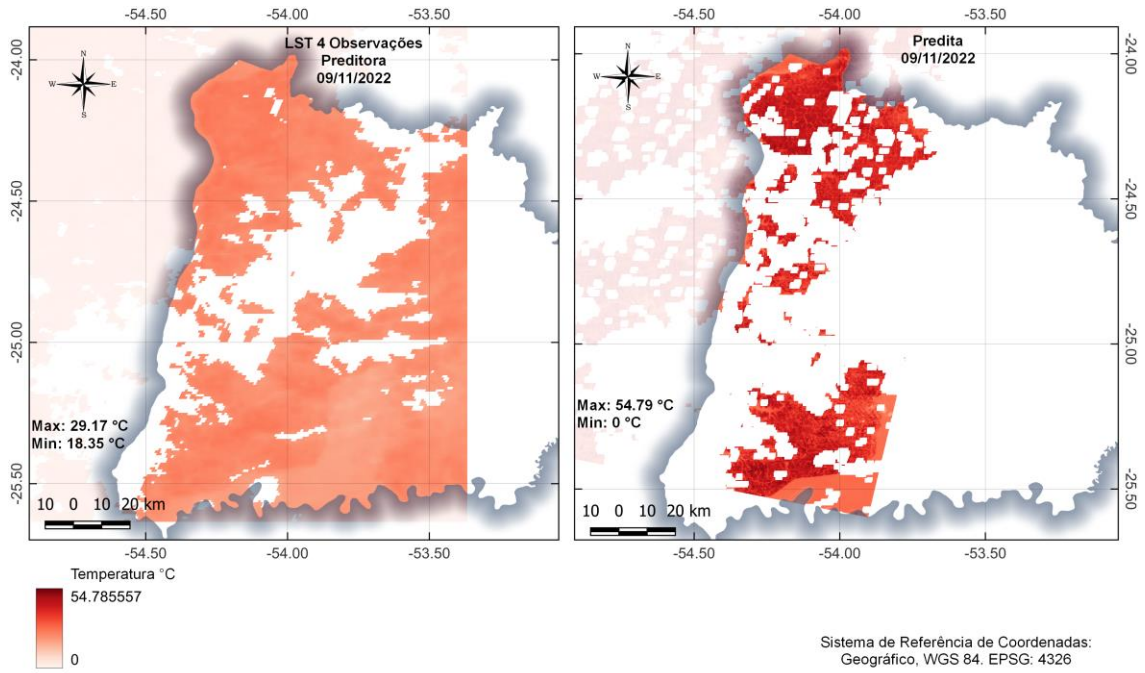 -54.50 -54.00 -53.50
-54.50 -54.00 -53.50
LST 4 Observações
Preditora
09/11/2022
N
W E
S
-24.00
-24.50
-25.00
-25.50
Max: 29.17 °C
Min: 18.35 °C
10 0 10 20 km
-54.50 -54.00 -53.50
Predita
09/11/2022
N
W E
S
-24.00
-24.50
-25.00
-25.50
Max: 54.79 °C
Min: 0 °C
10 0 10 20 km
-54.50 -54.00 -53.50
Temperatura °C
54.785557
0
Sistema de Referência de Coordenadas:
Geográfico, WGS 84. EPSG: 4326